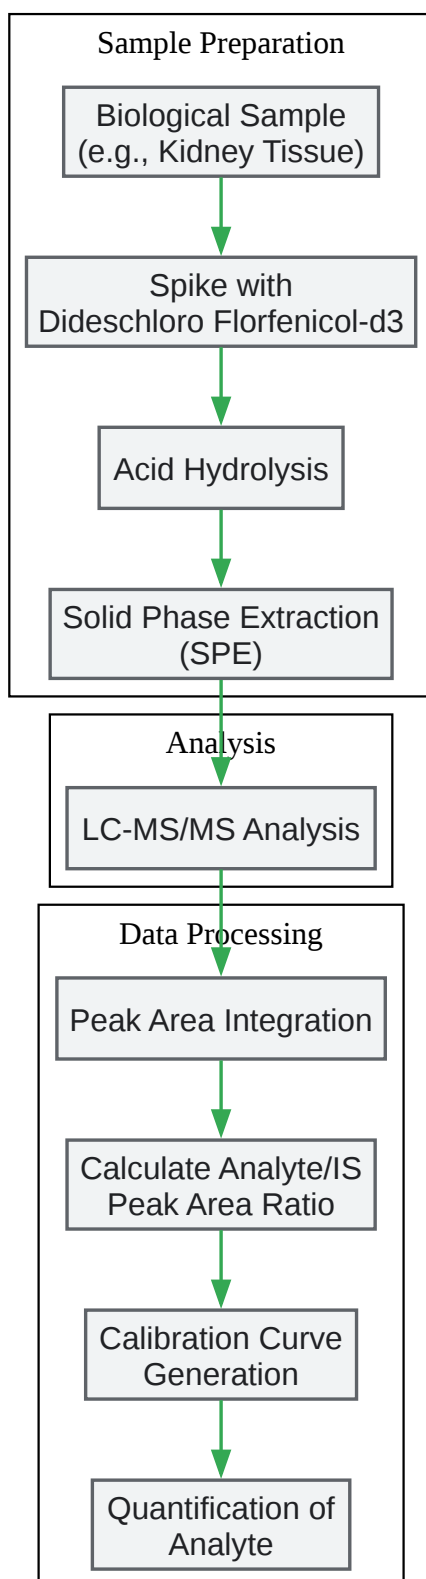 Sample Preparation
Biological Sample
(e.g., Kidney Tissue)
Spike with
Dideschloro Florfenicol-d3
Acid Hydrolysis
Solid Phase Extraction
(SPE)
Analysis
LC-MS/MS Analysis
Data Processing
Peak Area Integration
Calculate Analyte/IS
Peak Area Ratio
Calibration Curve
Generation
Quantification of
Analyte